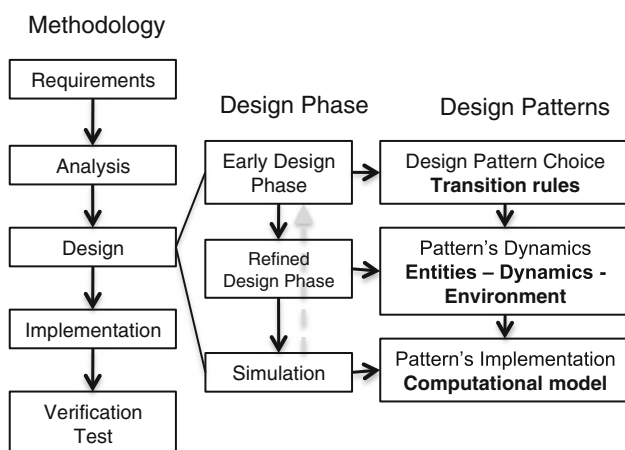 Methodology
Requirements
Analysis
Design
Implementation
Verification
Test
Design Phase
Early Design
Phase
Refined
Design Phase
Simulation
Design Patterns
Design Pattern Choice
Transition rules
Pattern's Dynamics
Entities – Dynamics -
Environment
Pattern's Implementation
Computational model